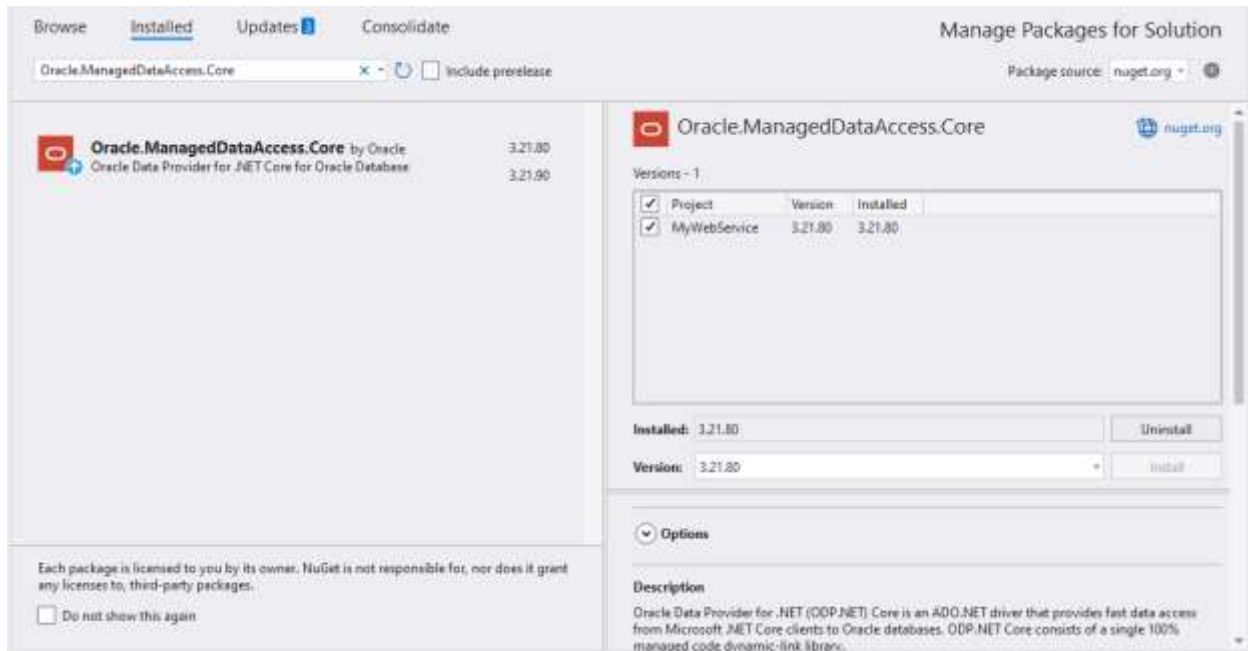 Browse Installed Updates Consolidate
Manage Packages for Solution
Oracle.ManagedDataAccess.Core
Include prerelease
Package source: nuget.org
Oracle.ManagedDataAccess.Core by Oracle 3.21.80
Oracle Data Provider for .NET Core for Oracle Database 3.21.90
Each package is licensed to you by its owner. NuGet is not responsible for, nor does it grant
any licenses to, third-party packages.
Do not show this again
Oracle.ManagedDataAccess.Core
nuget.org
Versions - 1
Project Version Installed
MyWebService 3.21.80 3.21.80
Installed: 3.21.80 Uninstall
Version: 3.21.80 Install
Options
Description
Oracle Data Provider for .NET (ODP.NET) Core is an ADO.NET driver that provides fast data access
from Microsoft .NET Core clients to Oracle databases. ODP.NET Core consists of a single 100%
managed code dynamic-link library.